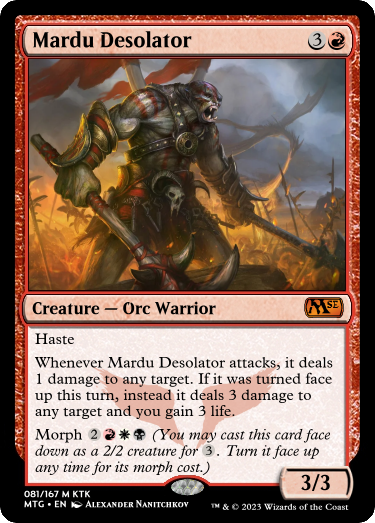 Mardu Desolator 3
Creature — Orc Warrior
MSE
Haste
Whenever Mardu Desolator attacks, it deals
1 damage to any target. If it was turned face
up this turn, instead it deals 3 damage to
any target and you gain 3 life.
Morph 2 (You may cast this card face
down as a 2/2 creature for 3. Turn it face up
any time for its morph cost.)
3/3
081/167 M KTK
MTG • EN Alexander Nanitchkov
™ & © 2023 Wizards of the Coast